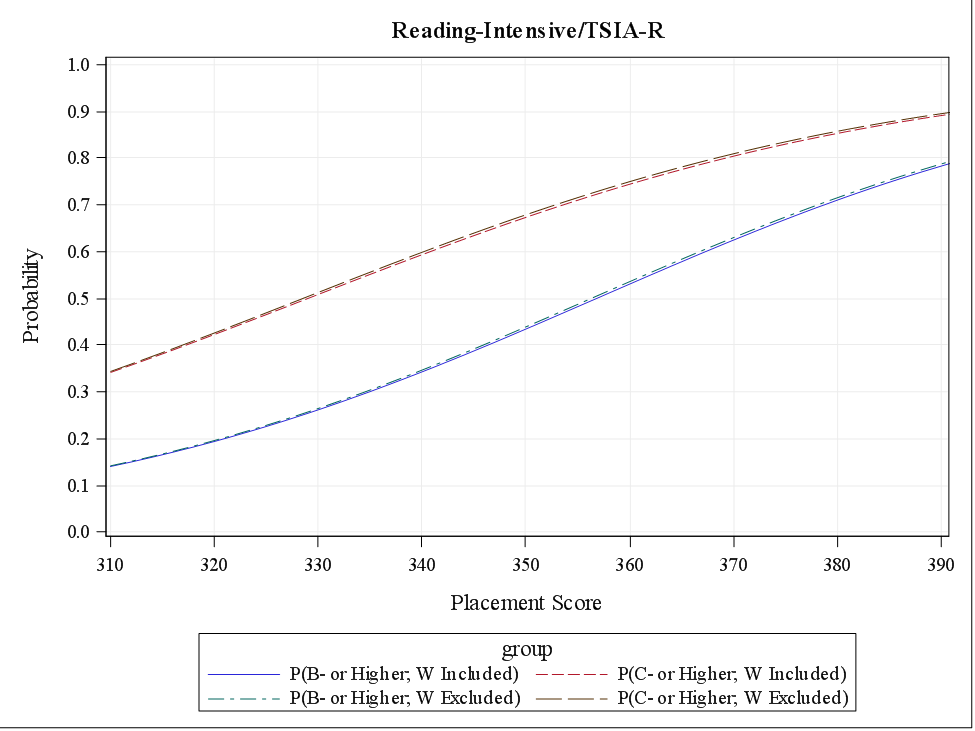 Reading-Intensive/TSIA-R
1.0
0.9
0.8
0.7
0.6
0.5
0.4
0.3
0.2
0.1
0.0
Probability
310 320 330 340 350 360 370 380 390
Placement Score
group
P(B- or Higher; W Included) P(C- or Higher; W Included)
P(B- or Higher; W Excluded) P(C- or Higher; W Excluded)